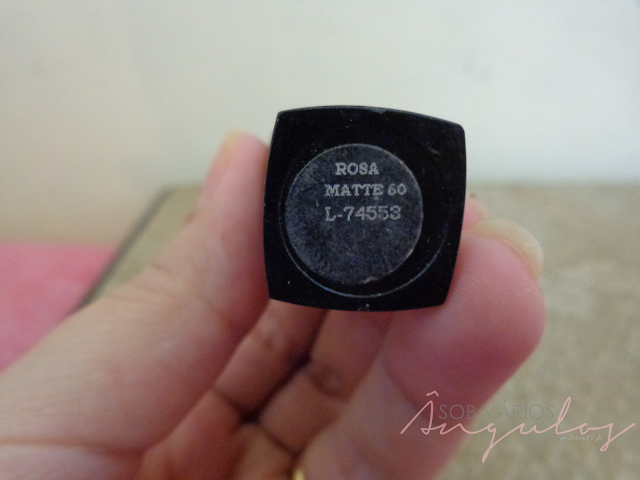 ROSA
MATTE 60
L-74553
SOB VÁRIOS
Ângulos